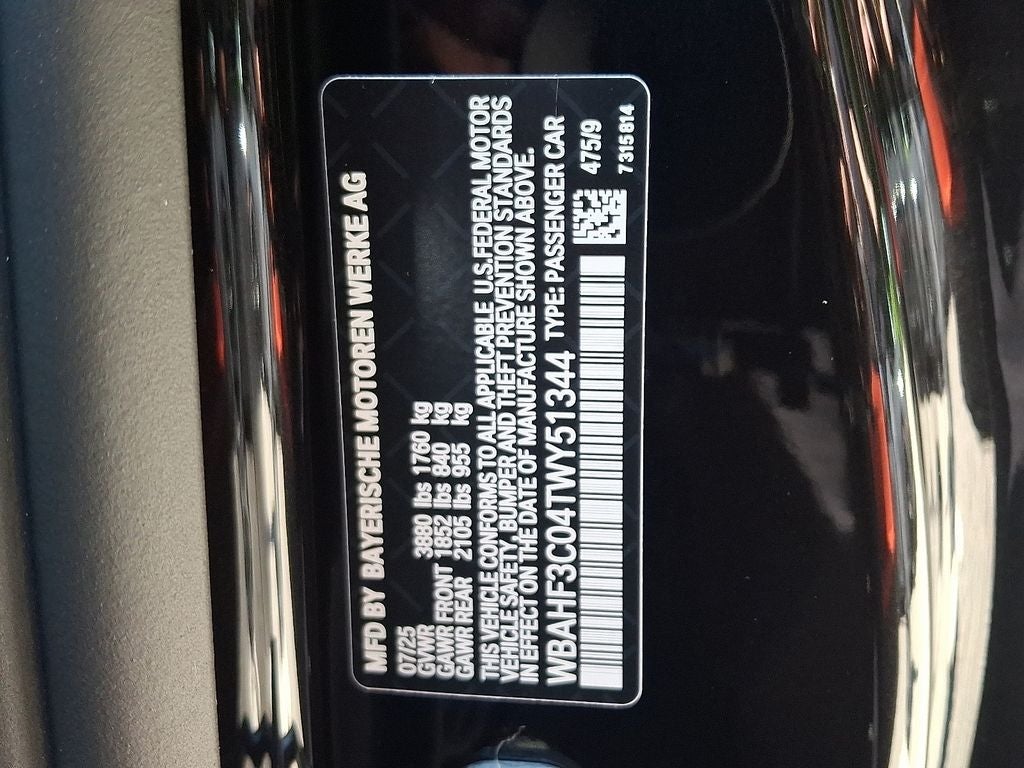 MFD BY BAYERISCHE MOTOREN WERKE AG
07/25
GVWR 3880 lbs 1760 kg
GAWR FRONT 1852 lbs 840 kg
GAWR REAR 2105 lbs 955 kg
THIS VEHICLE CONFORMS TO ALL APPLICABLE U.S.FEDERAL MOTOR
VEHICLE SAFETY, BUMPER AND THEFT PREVENTION STANDARDS
IN EFFECT ON THE DATE OF MANUFACTURE SHOWN ABOVE.
WBAHF3C04TWY51344 TYPE: PASSENGER CAR
475/9
7315814